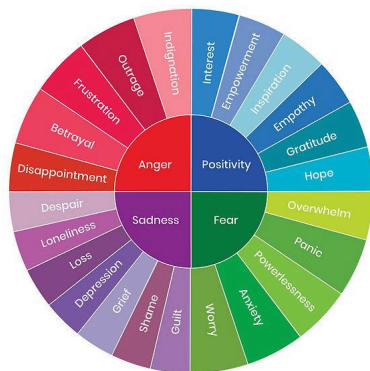 Anger
Positivity
Sadness
Fear
Interest
Empowerment
Inspiration
Empathy
Gratitude
Hope
Overwhelm
Panic
Powerlessness
Anxiety
Worry
Guilt
Shame
Grief
Depression
Loss
Loneliness
Despair
Disappointment
Betrayal
Frustration
Outrage
Indignation